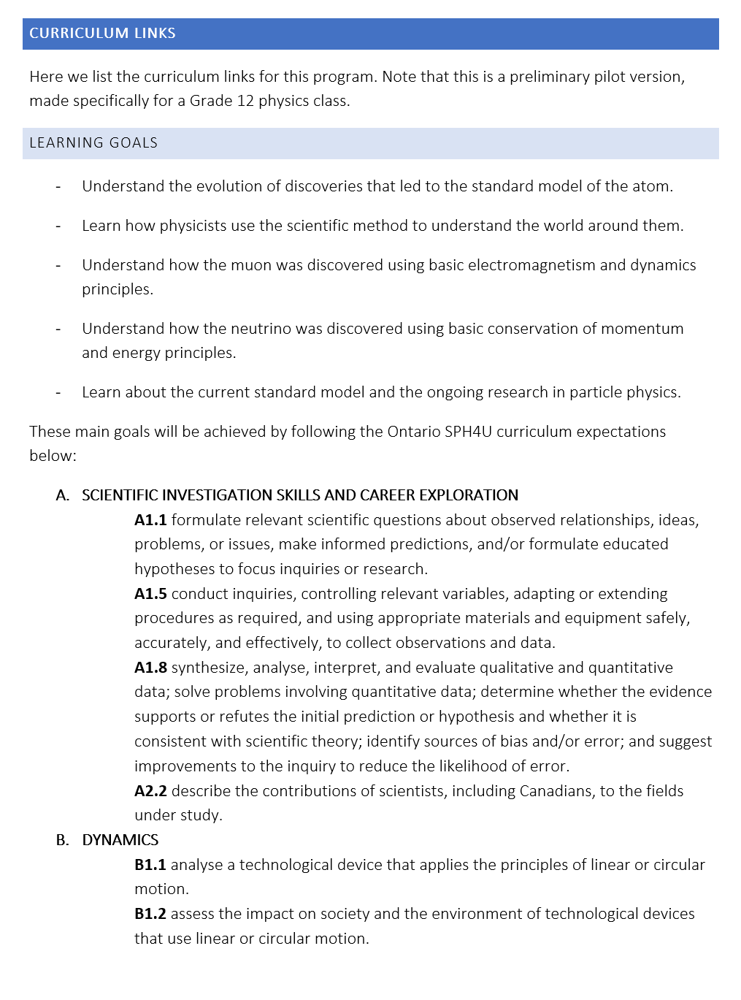 CURRICULUM LINKS
Here we list the curriculum links for this program. Note that this is a preliminary pilot version,
made specifically for a Grade 12 physics class.
LEARNING GOALS
- Understand the evolution of discoveries that led to the standard model of the atom.
- Learn how physicists use the scientific method to understand the world around them.
- Understand how the muon was discovered using basic electromagnetism and dynamics
principles.
- Understand how the neutrino was discovered using basic conservation of momentum
and energy principles.
- Learn about the current standard model and the ongoing research in particle physics.
These main goals will be achieved by following the Ontario SPH4U curriculum expectations
below:
A. SCIENTIFIC INVESTIGATION SKILLS AND CAREER EXPLORATION
A1.1 formulate relevant scientific questions about observed relationships, ideas,
problems, or issues, make informed predictions, and/or formulate educated
hypotheses to focus inquiries or research.
A1.5 conduct inquiries, controlling relevant variables, adapting or extending
procedures as required, and using appropriate materials and equipment safely,
accurately, and effectively, to collect observations and data.
A1.8 synthesize, analyse, interpret, and evaluate qualitative and quantitative
data; solve problems involving quantitative data; determine whether the evidence
supports or refutes the initial prediction or hypothesis and whether it is
consistent with scientific theory; identify sources of bias and/or error; and suggest
improvements to the inquiry to reduce the likelihood of error.
A2.2 describe the contributions of scientists, including Canadians, to the fields
under study.
B. DYNAMICS
B1.1 analyse a technological device that applies the principles of linear or circular
motion.
B1.2 assess the impact on society and the environment of technological devices
that use linear or circular motion.